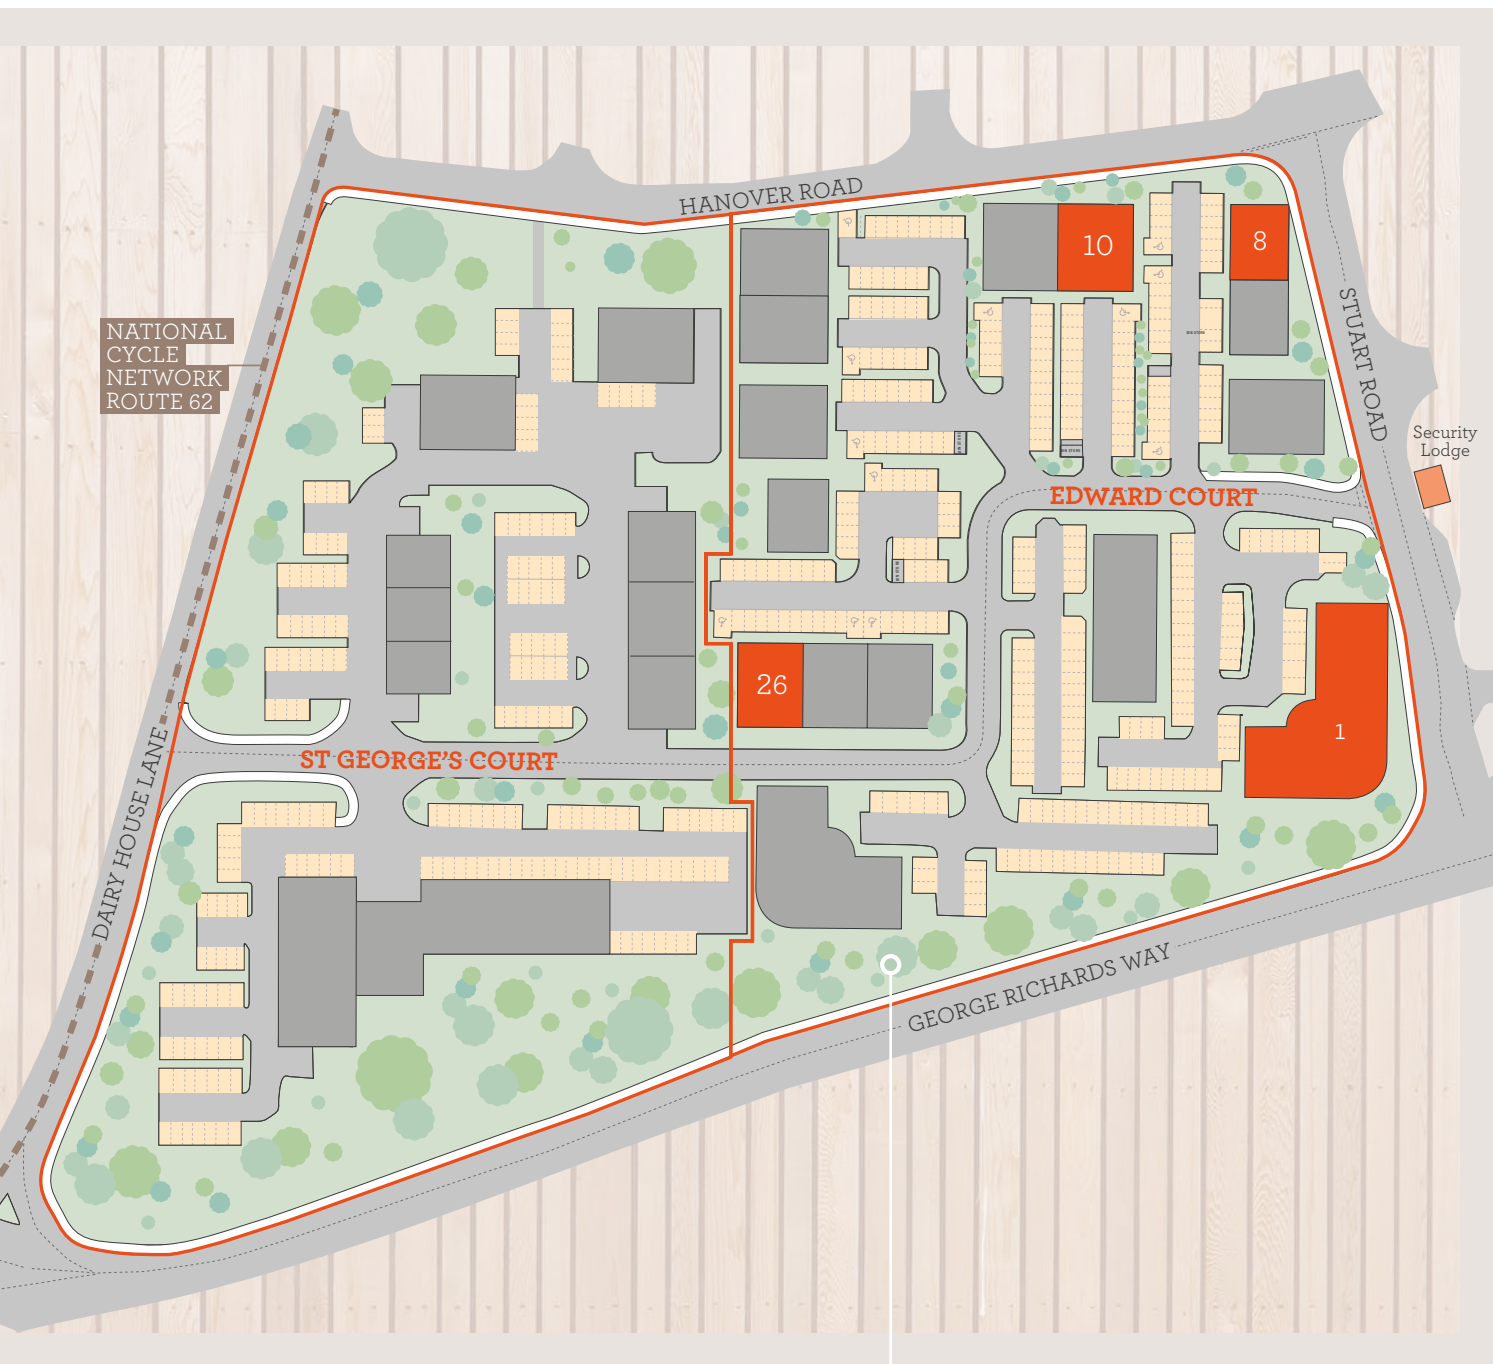 HANOVER ROAD
10
8
NATIONAL
CYCLE
NETWORK
ROUTE 62
STUART ROAD
Security
Lodge
EDWARD COURT
26
1
ST GEORGE'S COURT
DAIRY HOUSE LANE
GEORGE RICHARDS WAY